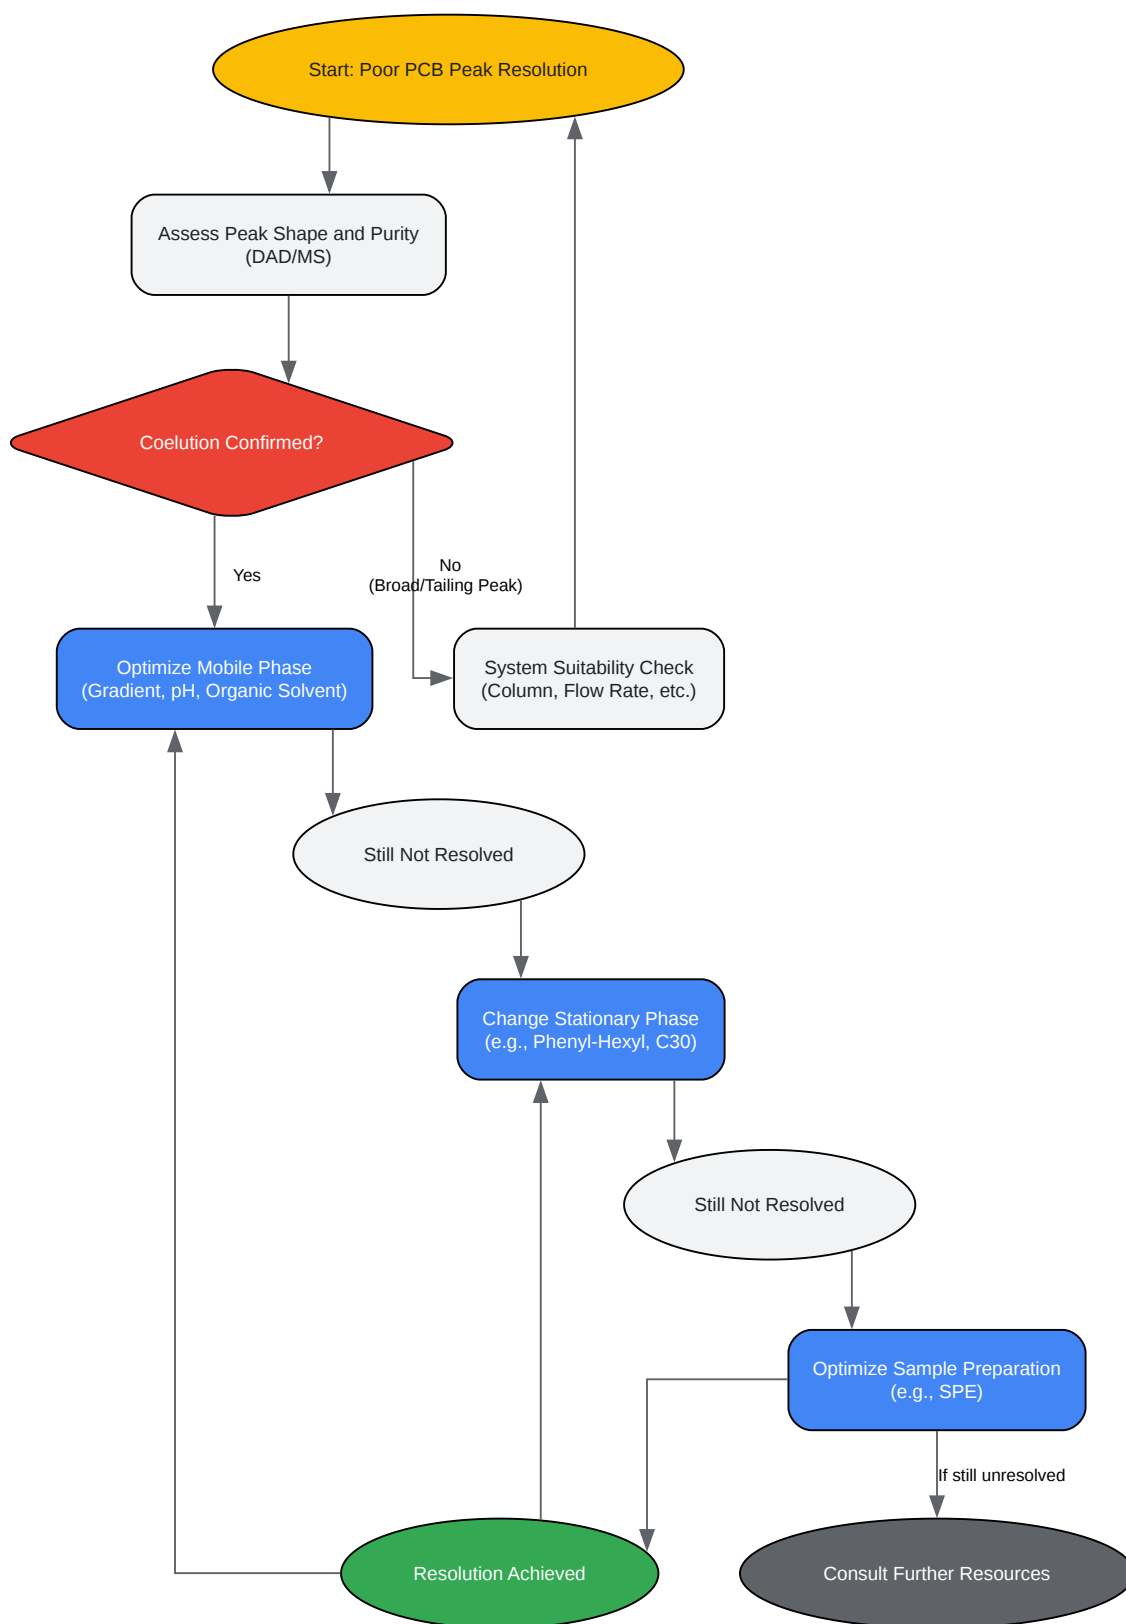 Start: Poor PCB Peak Resolution
Assess Peak Shape and Purity
(DAD/MS)
Coelution Confirmed?
Yes
No
(Broad/Tailing Peak)
Optimize Mobile Phase
(Gradient, pH, Organic Solvent)
System Suitability Check
(Column, Flow Rate, etc.)
Still Not Resolved
Change Stationary Phase
(e.g., Phenyl-Hexyl, C30)
Still Not Resolved
Optimize Sample Preparation
(e.g., SPE)
If still unresolved
Resolution Achieved
Consult Further Resources